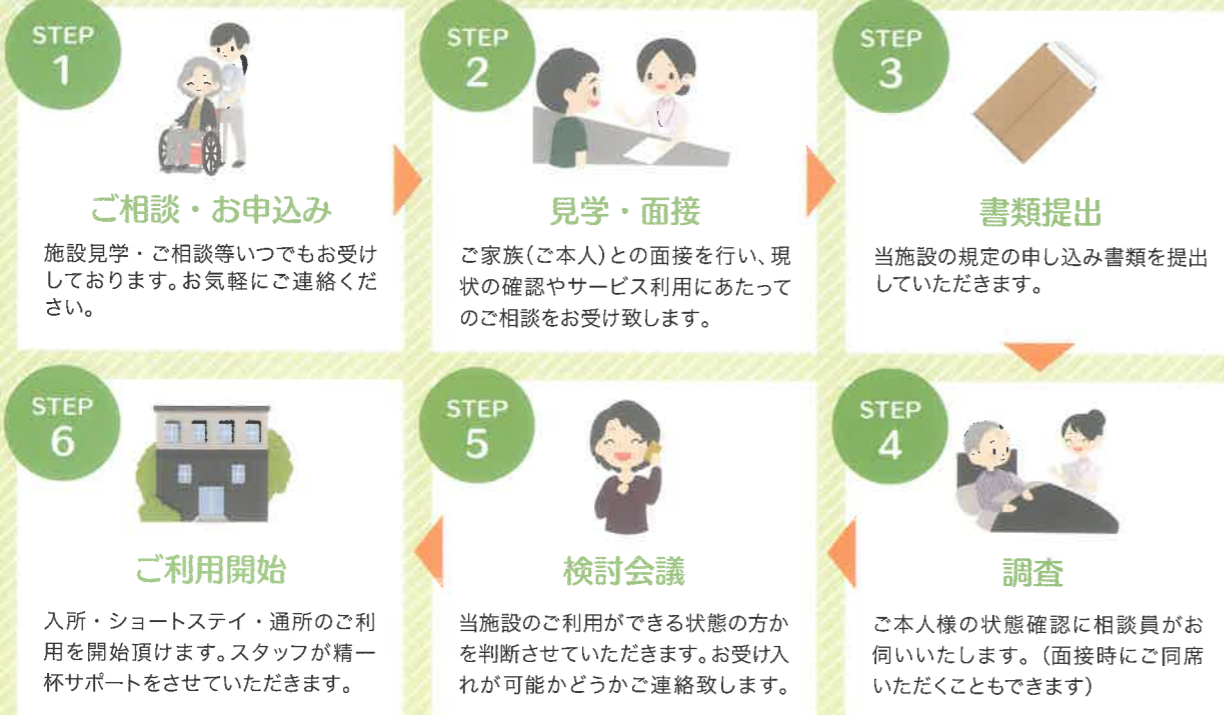 STEP
1
ご相談・お申込み
施設見学・ご相談等いつでもお受け
しております。お気軽にご連絡くだ
さい。
STEP
2
見学・面接
ご家族(ご本人)との面接を行い、現
状の確認やサービス利用にあたって
のご相談をお受け致します。
STEP
3
書類提出
当施設の規定の申し込み書類を提出
していただきます。
STEP
4
調査
ご本人様の状態確認に相談員がお
伺いいたします。(面接時にご同席
いただくこともできます)
STEP
5
検討会議
当施設のご利用ができる状態の方か
を判断させていただきます。お受け入
れが可能かどうかご連絡致します。
STEP
6
ご利用開始
入所・ショートステイ・通所のご利
用を開始頂けます。スタッフが精一
杯サポートをさせていただきます。